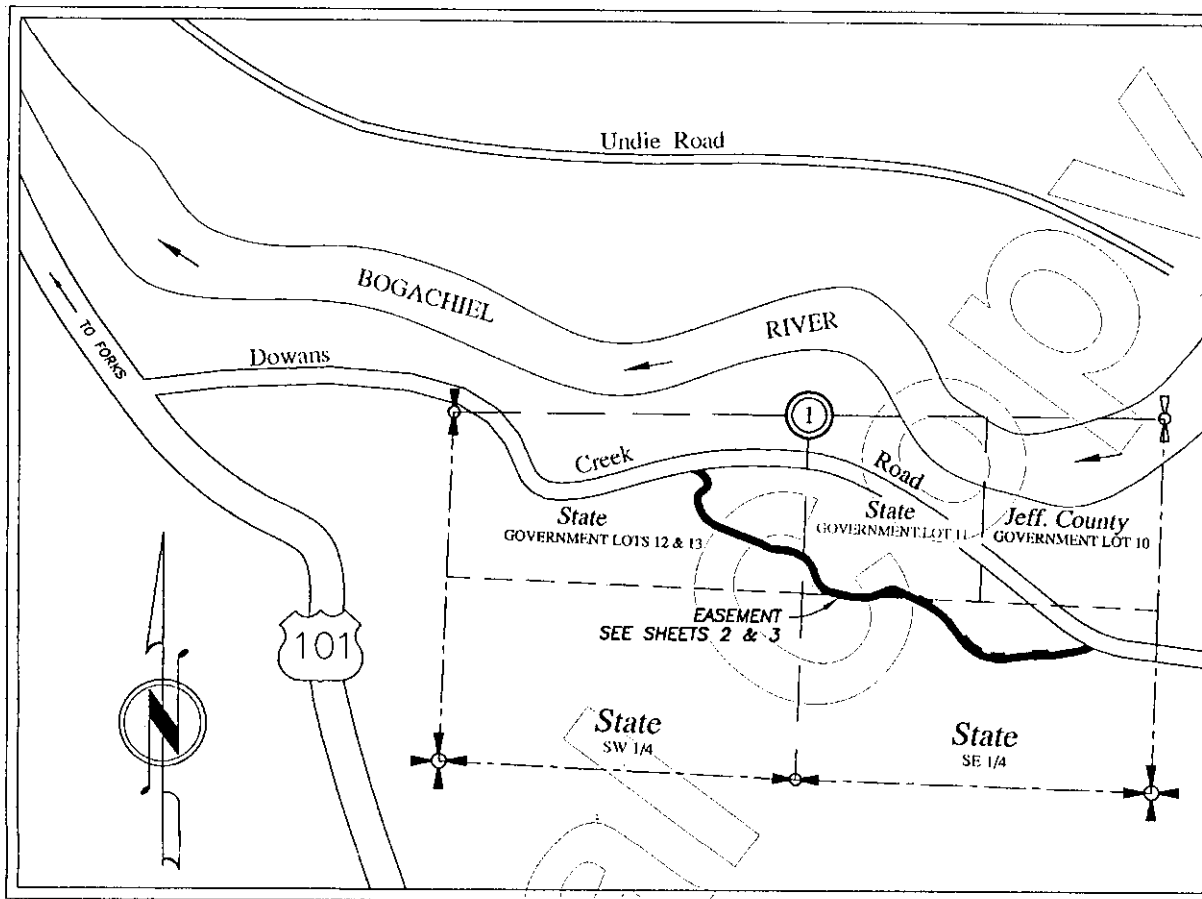 Undie Road
BOGACHIEL
RIVER
TO FORKS
Dowans
Creek
Road
1
State
GOVERNMENT LOTS 12 & 13
State
GOVERNMENT LOT 11
Jeff. County
GOVERNMENT LOT 10
EASEMENT
SEE SHEETS 2 & 3
101
N
State
SW 1/4
State
SE 1/4